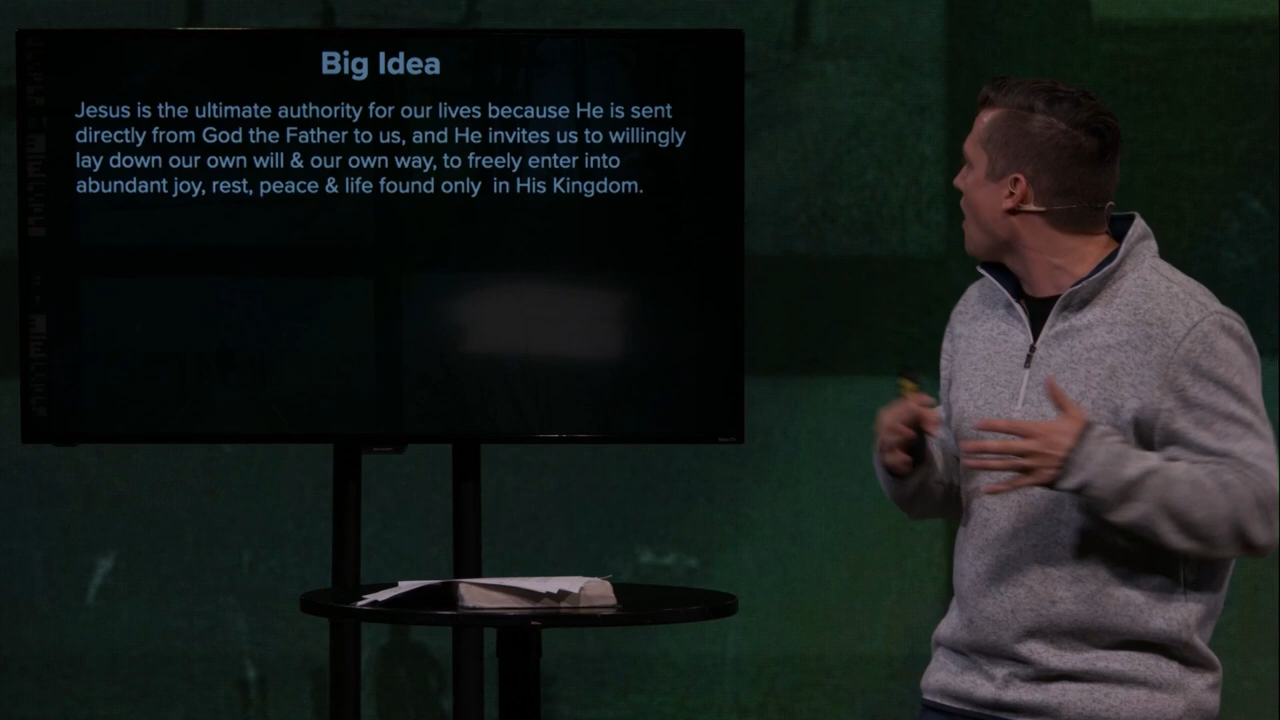 Big Idea
Jesus is the ultimate authority for our lives because He is sent
directly from God the Father to us, and He invites us to willingly
lay down our own will & our own way, to freely enter into
abundant joy, rest, peace & life found only  in His Kingdom.